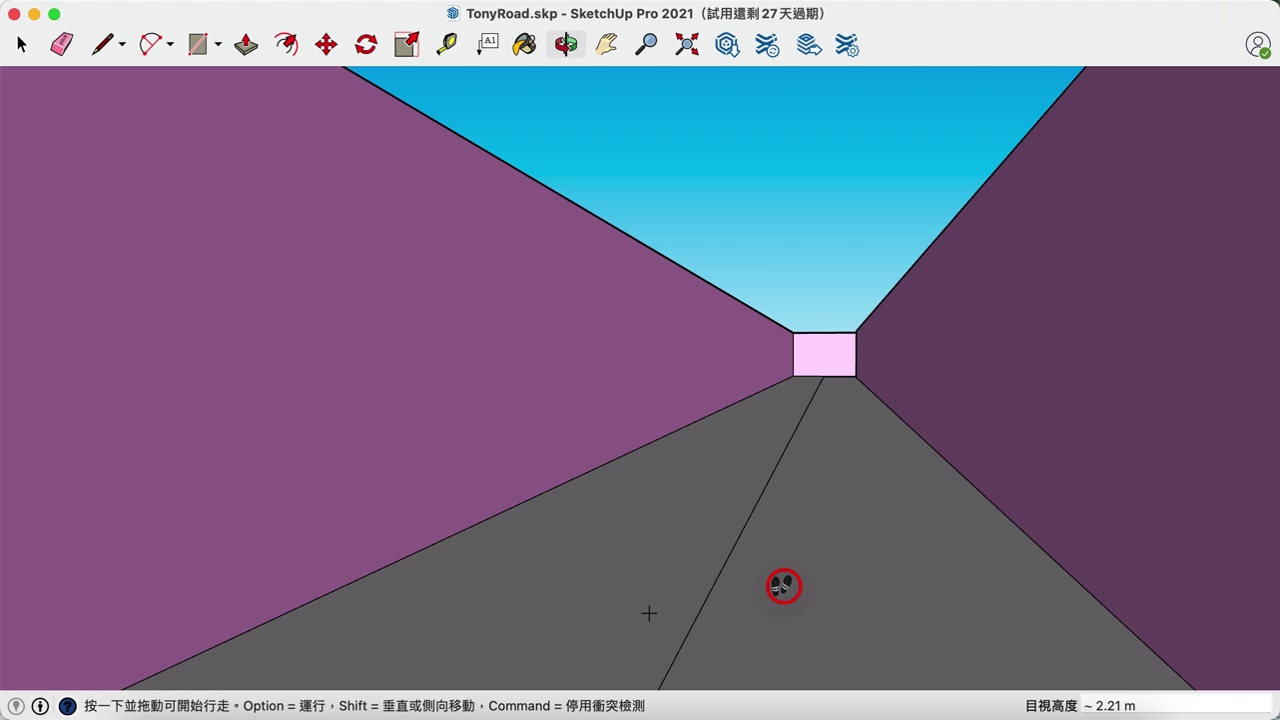 TonyRoad.skp - SketchUp Pro 2021（試用還剩 27 天過期）
A1
按一下並拖動可開始行走。Option = 運行，Shift = 垂直或側向移動，Command = 停用衝突檢測
目視高度 ~ 2.21 m